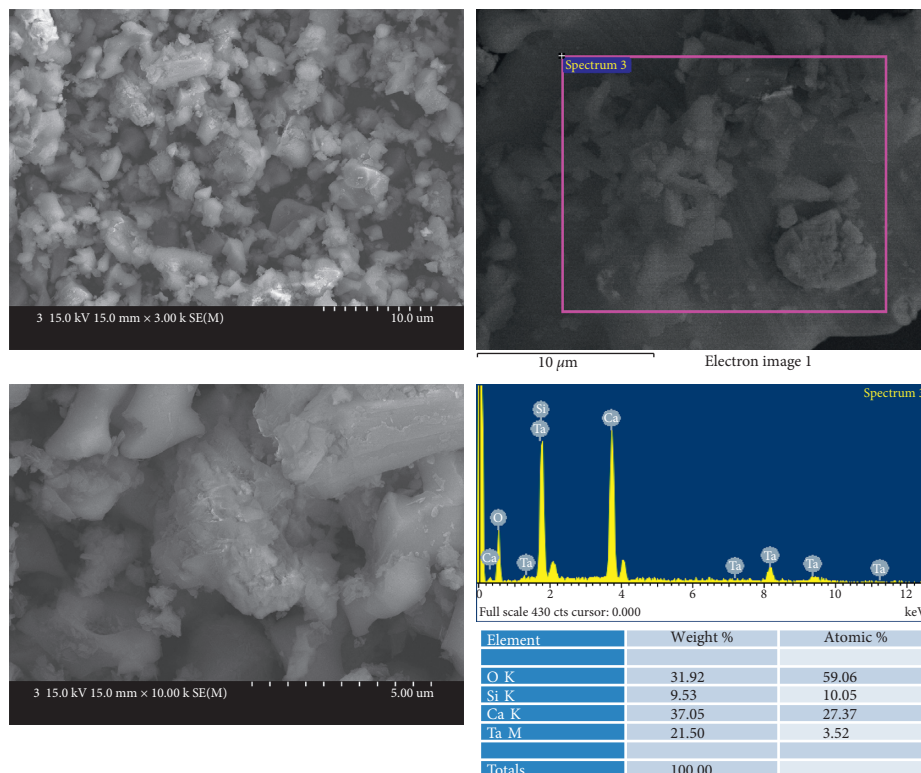 3 15.0 kV 15.0 mm × 3.00 k SE(M)
10.0 um
Spectrum 3
10 μm
Electron image 1
3 15.0 kV 15.0 mm × 10.00 k SE(M)
5.00 um
Spectrum 3
Si
Ta
Ca
O
Ca
Ta
Ta
Ta
Ta
Ta
0 2 4 6 8 10 12
Full scale 430 cts cursor: 0.000
keV
Element Weight % Atomic %
O K 31.92 59.06
Si K 9.53 10.05
Ca K 37.05 27.37
Ta M 21.50 3.52
Totals 100.00